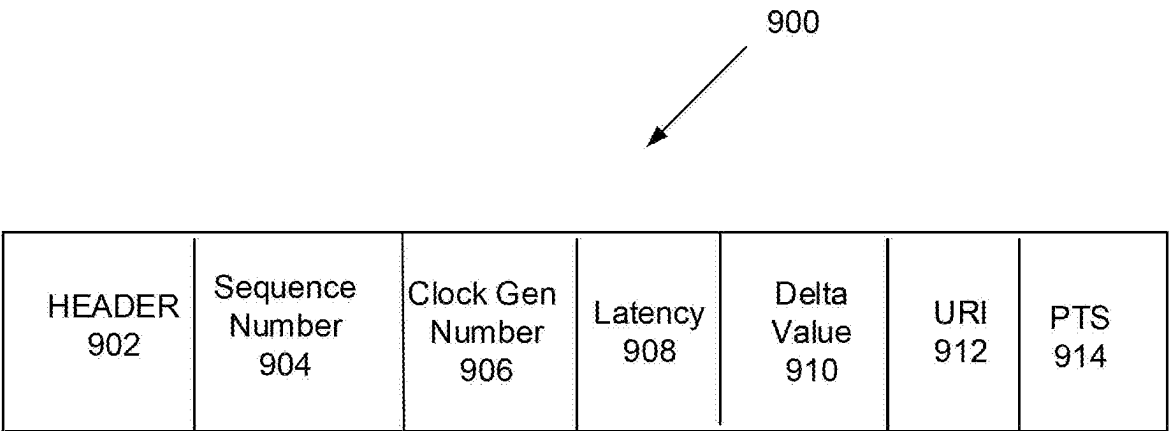 900
HEADER
902
Sequence
Number
904
Clock Gen
Number
906
Latency
908
Delta
Value
910
URI
912
PTS
914